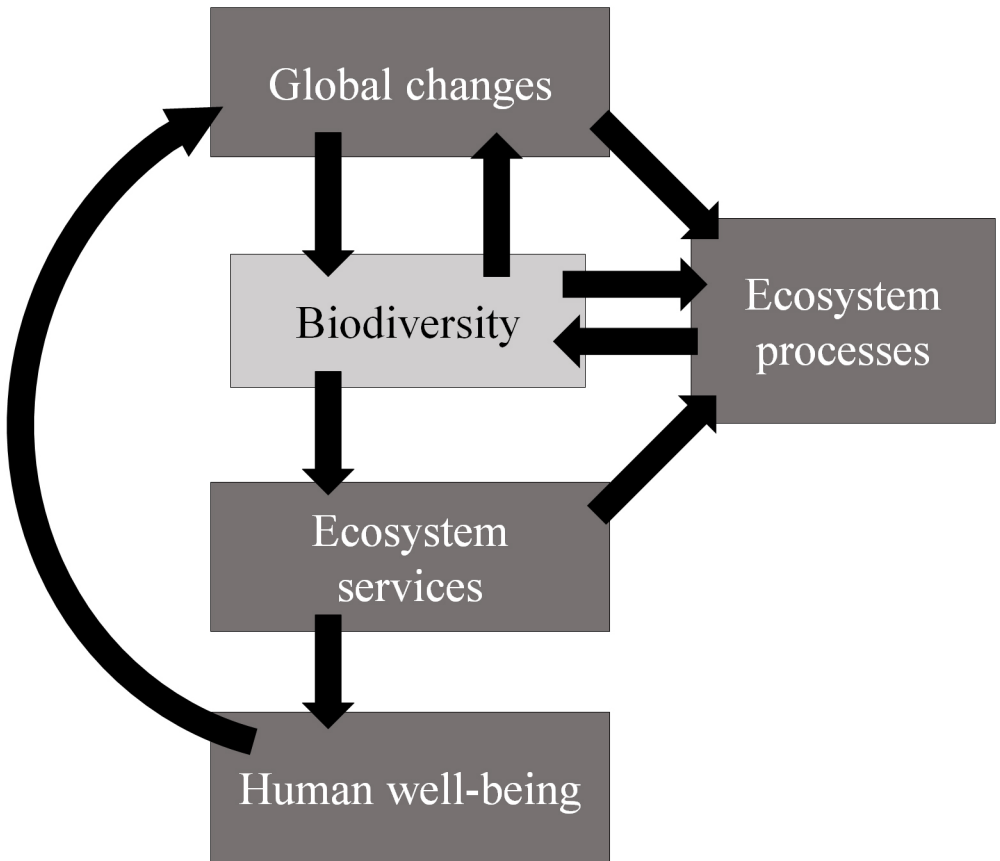 Global changes
Biodiversity
Ecosystem
processes
Ecosystem
services
Human well-being